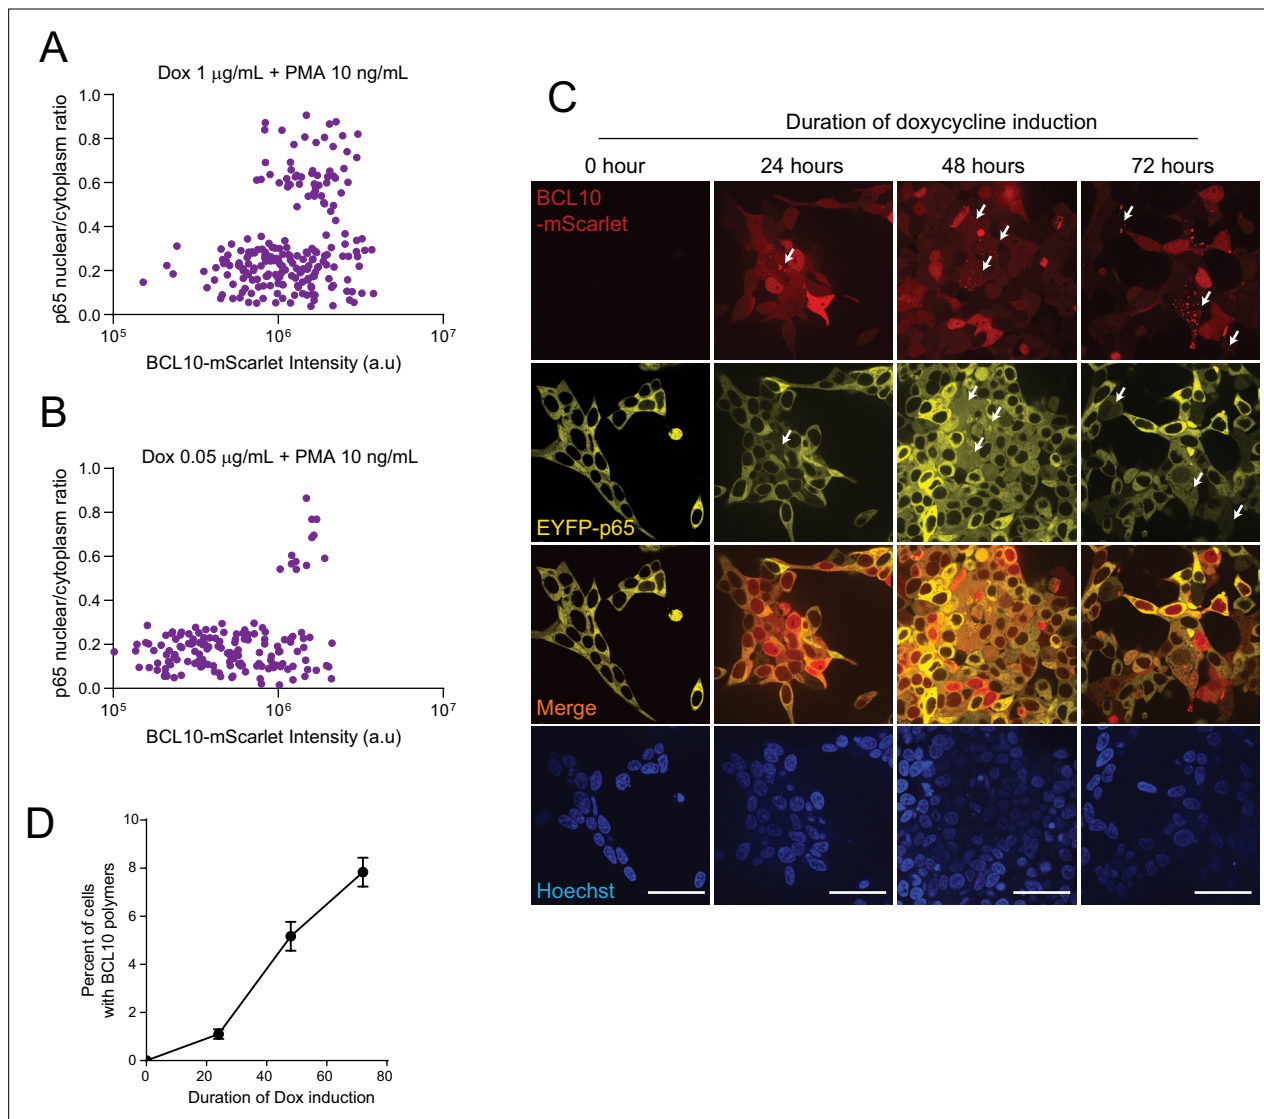 A
Dox 1 μg/mL + PMA 10 ng/mL
p65 nuclear/cytoplasm ratio
1.0
0.8
0.6
0.4
0.2
0.0
10⁵
10⁶
10⁷
BCL10-mScarlet Intensity (a.u)
B
Dox 0.05 μg/mL + PMA 10 ng/mL
p65 nuclear/cytoplasm ratio
1.0
0.8
0.6
0.4
0.2
0.0
10⁵
10⁶
10⁷
BCL10-mScarlet Intensity (a.u)
C
Duration of doxycycline induction
0 hour
24 hours
48 hours
72 hours
BCL10
-mScarlet
EYFP-p65
Merge
Hoechst
D
Percent of cells
with BCL10 polymers
10
8
6
4
2
0
0
20
40
60
80
Duration of Dox induction